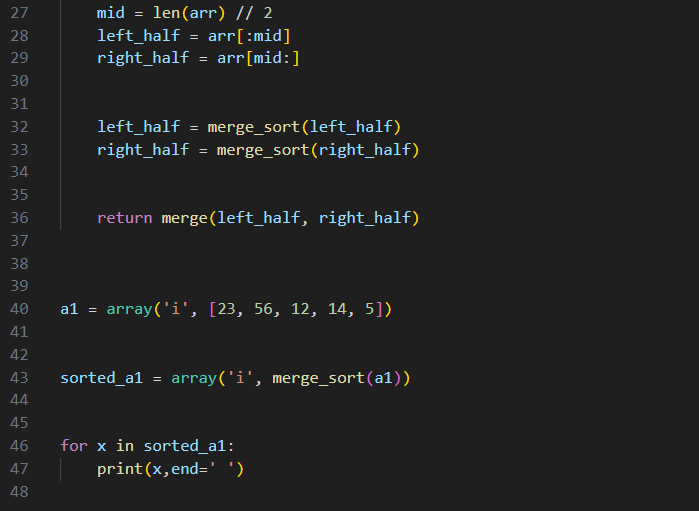 27 mid = len(arr) // 2
28 left_half = arr[:mid]
29 right_half = arr[mid:]
30
31
32 left_half = merge_sort(left_half)
33 right_half = merge_sort(right_half)
34
35
36 return merge(left_half, right_half)
37
38
39
40 a1 = array('i', [23, 56, 12, 14, 5])
41
42
43 sorted_a1 = array('i', merge_sort(a1))
44
45
46 for x in sorted_a1:
47 print(x,end=' ')
48